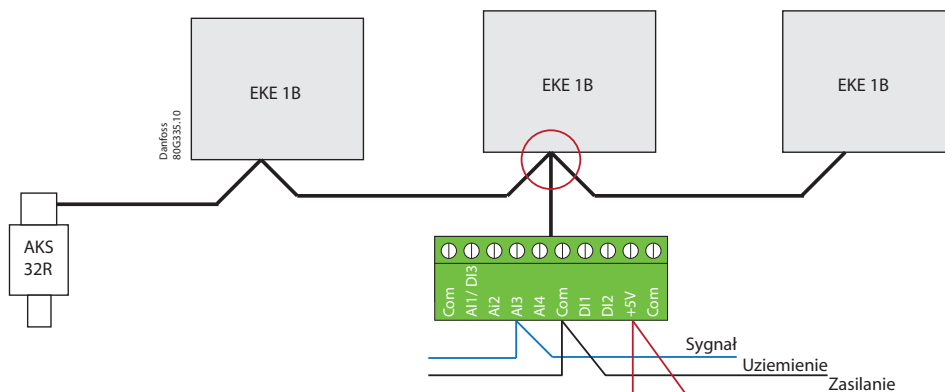 EKE 1B
EKE 1B
EKE 1B
Danfoss
80G335.10
AKS
32R
Com
AI1/ DI3
Ai2
AI3
AI4
Com
DI1
DI2
+5V
Com
Sygnał
Uziemienie
Zasilanie